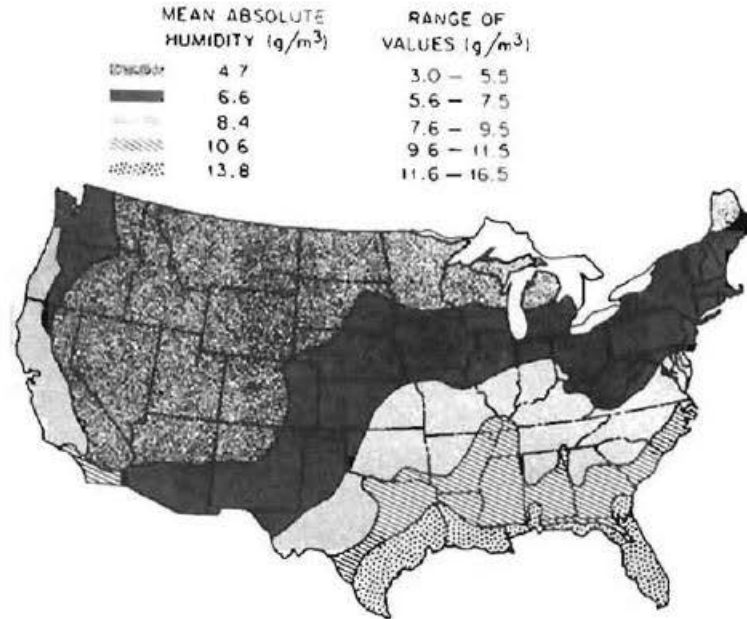 MEAN ABSOLUTE RANGE OF
HUMIDITY (g/m³) VALUES (g/m³)
4.7 3.0 – 5.5
6.6 5.6 – 7.5
8.4 7.6 – 9.5
10.6 9.6 – 11.5
13.8 11.6 – 16.5